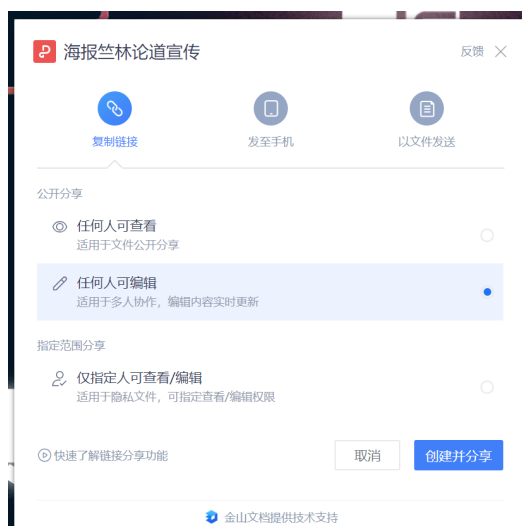 海报竺林论道宣传
反馈
复制链接
发至手机
以文件发送
公开分享
任何人可查看
适用于文件公开分享
任何人可编辑
适用于多人协作，编辑内容实时更新
指定范围分享
仅指定人可查看/编辑
适用于隐私文件，可指定查看/编辑权限
快速了解链接分享功能
取消
创建并分享
金山文档提供技术支持